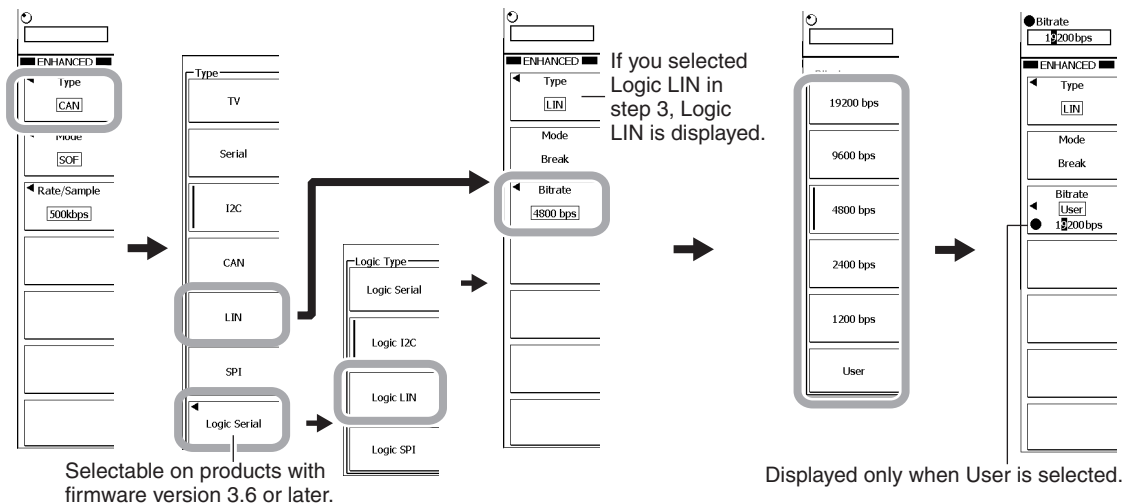 ENHANCED
Type
CAN
Mode
SOF
Rate/Sample
500kbps
Type
TV
Serial
I2C
CAN
LIN
SPI
Logic Serial
Selectable on products with
firmware version 3.6 or later.
Logic Type
Logic Serial
Logic I2C
Logic LIN
Logic SPI
ENHANCED
Type
LIN
Mode
Break
Bitrate
4800 bps
If you selected
Logic LIN in
step 3, Logic
LIN is displayed.
19200 bps
9600 bps
4800 bps
2400 bps
1200 bps
User
Bitrate
19200bps
ENHANCED
Type
LIN
Mode
Break
Bitrate
User
19200bps
Displayed only when User is selected.